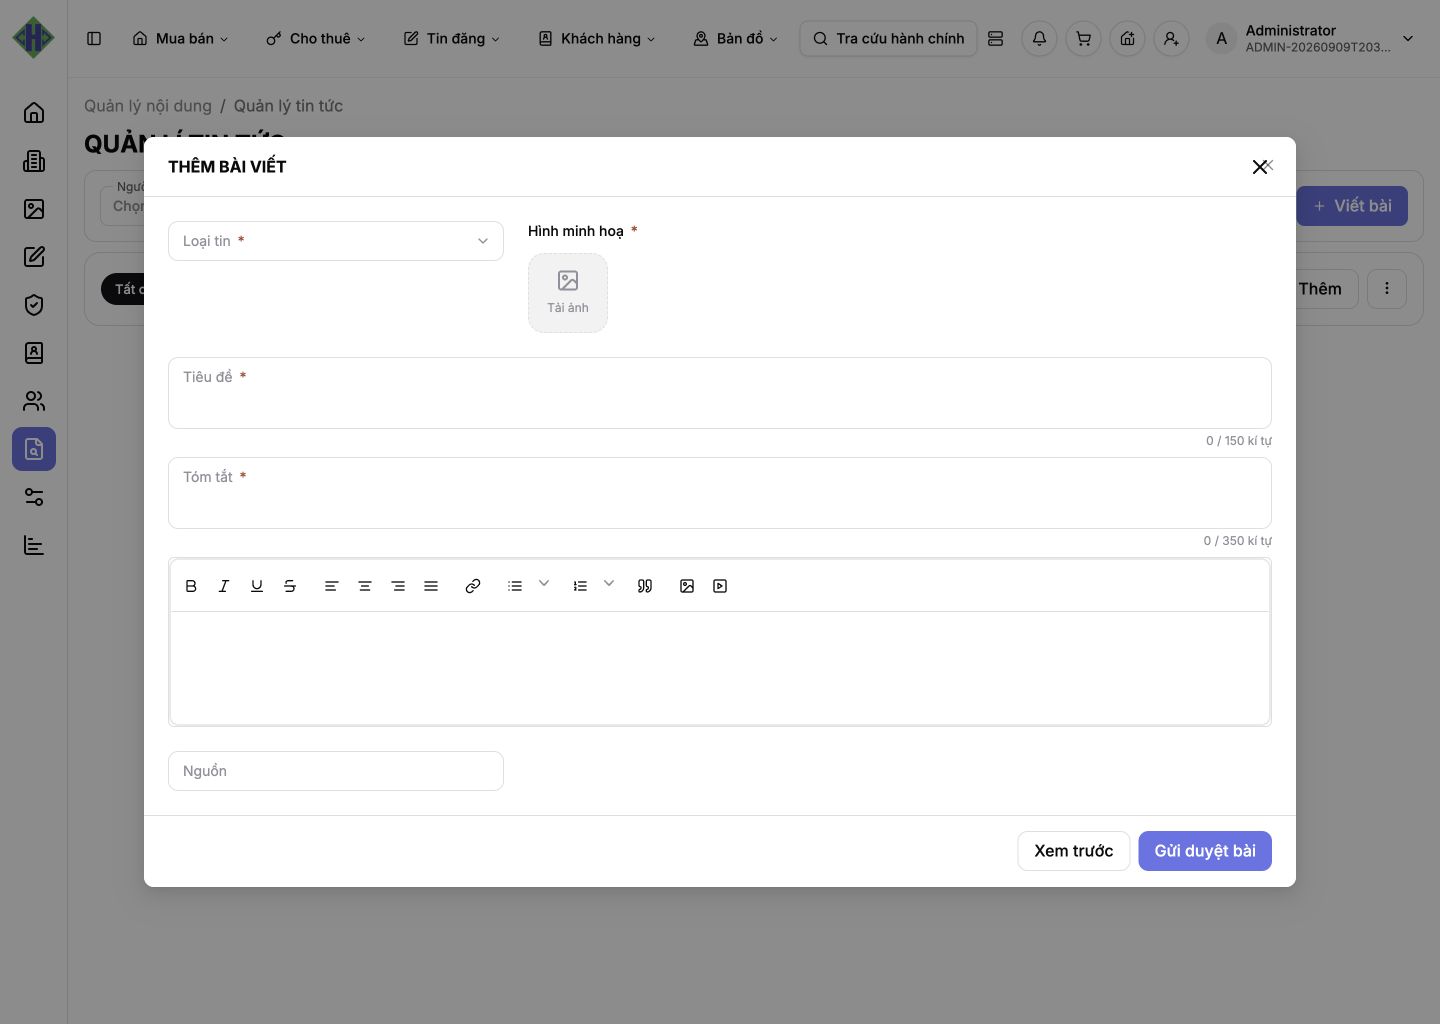 Mua bán
Cho thuê
Tin đăng
Khách hàng
Bản đồ
Tra cứu hành chính
A
Administrator
ADMIN-20260909T203...
Quản lý nội dung / Quản lý tin tức
THÊM BÀI VIẾT
Viết bài
Tất
Thêm
Loại tin *
Hình minh hoạ *
Tải ảnh
Tiêu đề *
0 / 150 kí tự
Tóm tắt *
0 / 350 kí tự
Nguồn
Xem trước
Gửi duyệt bài